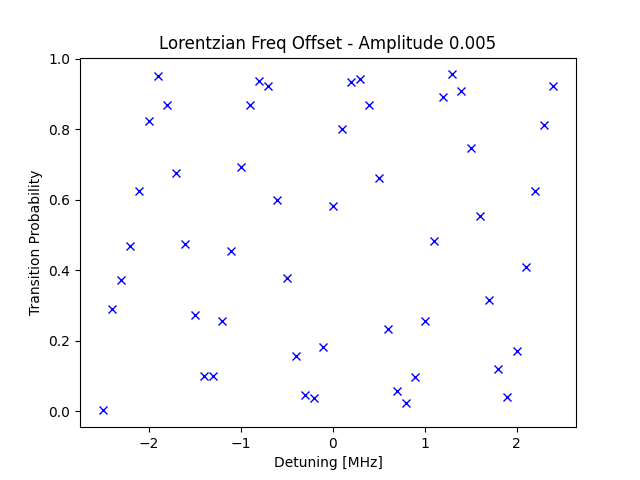 Lorentzian Freq Offset - Amplitude 0.005
1.0
0.8
0.6
0.4
0.2
0.0
Transition Probability
−2 −1 0 1 2
Detuning [MHz]